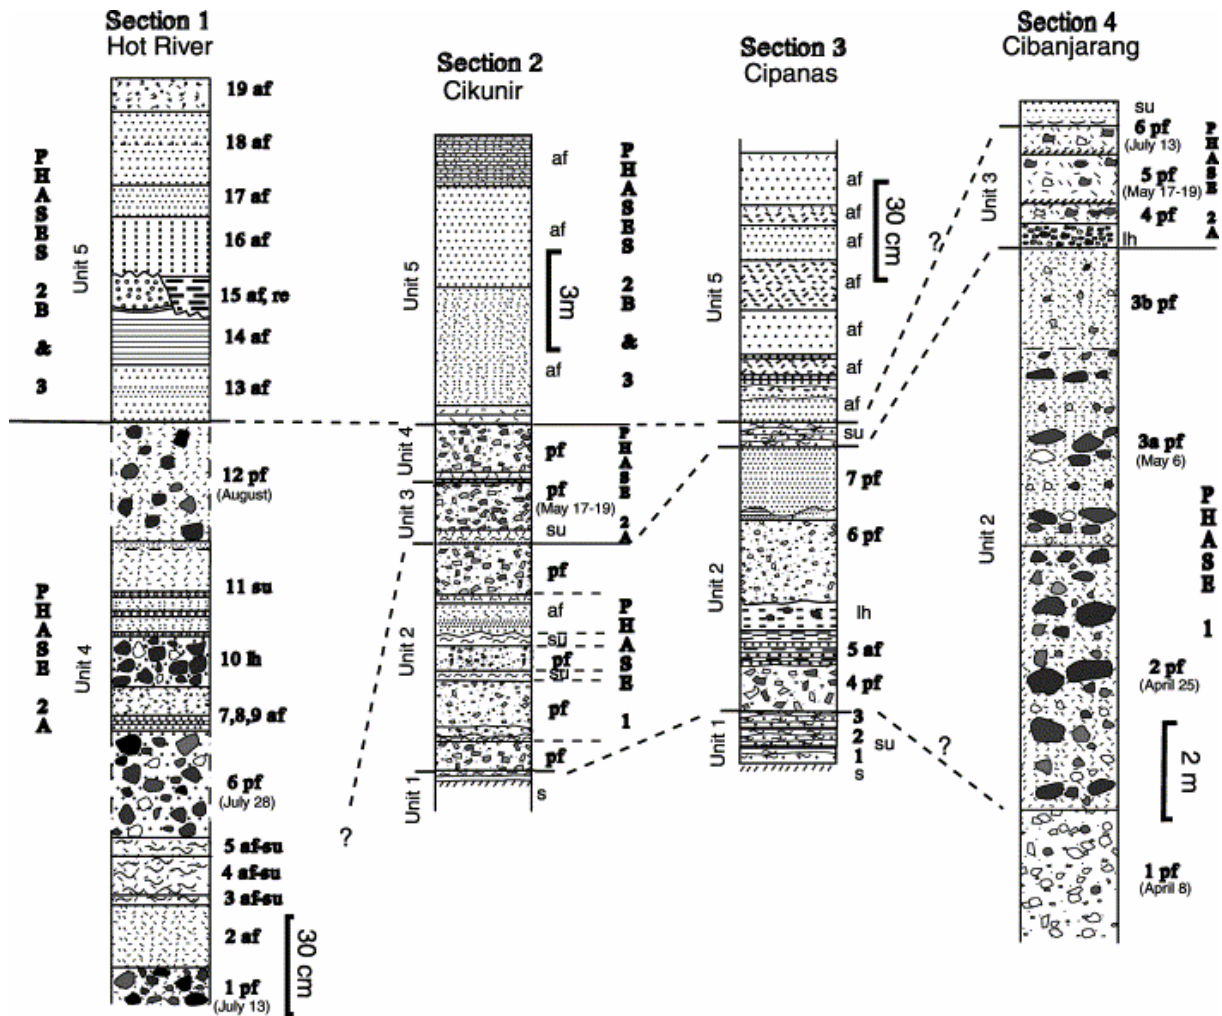 Section 1
Hot River
19 af
18 af
17 af
16 af
15 af, re
14 af
13 af
12 pf
(August)
11 su
10 lh
7,8,9 af
6 pf
(July 28)
5 af-su
4 af-su
3 af-su
2 af
1 pf
(July 13)
30 cm
PHASES 2B & 3
Unit 5
PHASE 2A
Unit 4
?
Section 2
Cikunir
af
af
3m
af
pf
pf
(May 17-19)
su
pf
af
su
pf
su
pf
pf
s
Unit 5
Unit 4
Unit 3
Unit 2
Unit 1
PHASES 2B & 3
PHASE 2A
PHASE 1
Section 3
Cipanas
af
30 cm
af
af
af
af
af
af
su
7 pf
6 pf
lh
5 af
4 pf
3
2
su
1
s
Unit 5
Unit 2
Unit 1
?
?
Section 4
Cibanjarang
su
6 pf
(July 13)
5 pf
(May 17-19)
4 pf
lh
3b pf
3a pf
(May 6)
2 pf
(April 25)
2 m
1 pf
(April 8)
Unit 3
Unit 2
PHASE 2A
PHASE 1